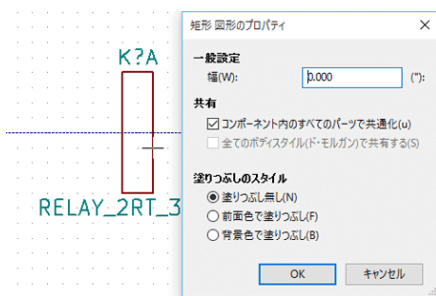 K?A
RELAY_2RT_3
矩形 図形のプロパティ
一般設定
幅(W): 0.000 ("):
共有
コンポーネント内のすべてのパーツで共通化(u)
全てのボディスタイル(ド・モルガン)で共有する(S)
塗りつぶしのスタイル
塗りつぶし無し(N)
前面色で塗りつぶし(F)
背景色で塗りつぶし(B)
OK キャンセル